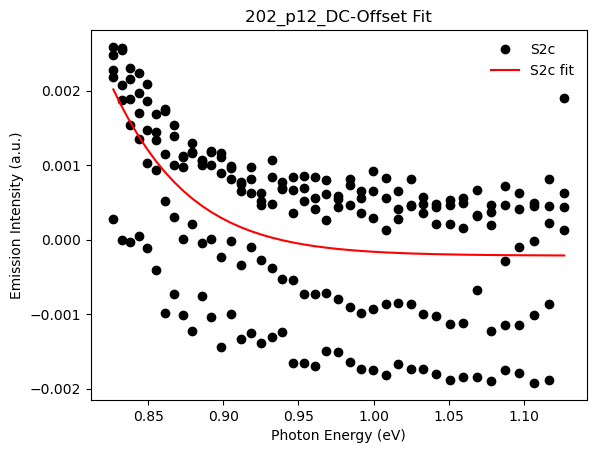 202_p12_DC-Offset Fit
S2c
S2c fit
Emission Intensity (a.u.)
0.002
0.001
0.000
−0.001
−0.002
0.85 0.90 0.95 1.00 1.05 1.10
Photon Energy (eV)